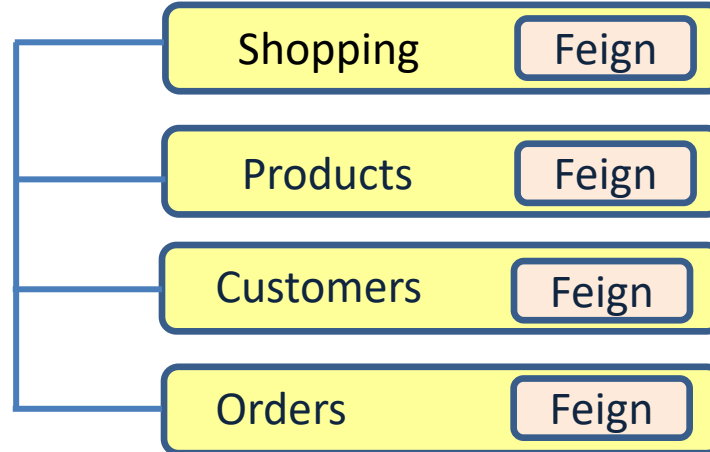 Shopping Feign
Products Feign
Customers Feign
Orders Feign